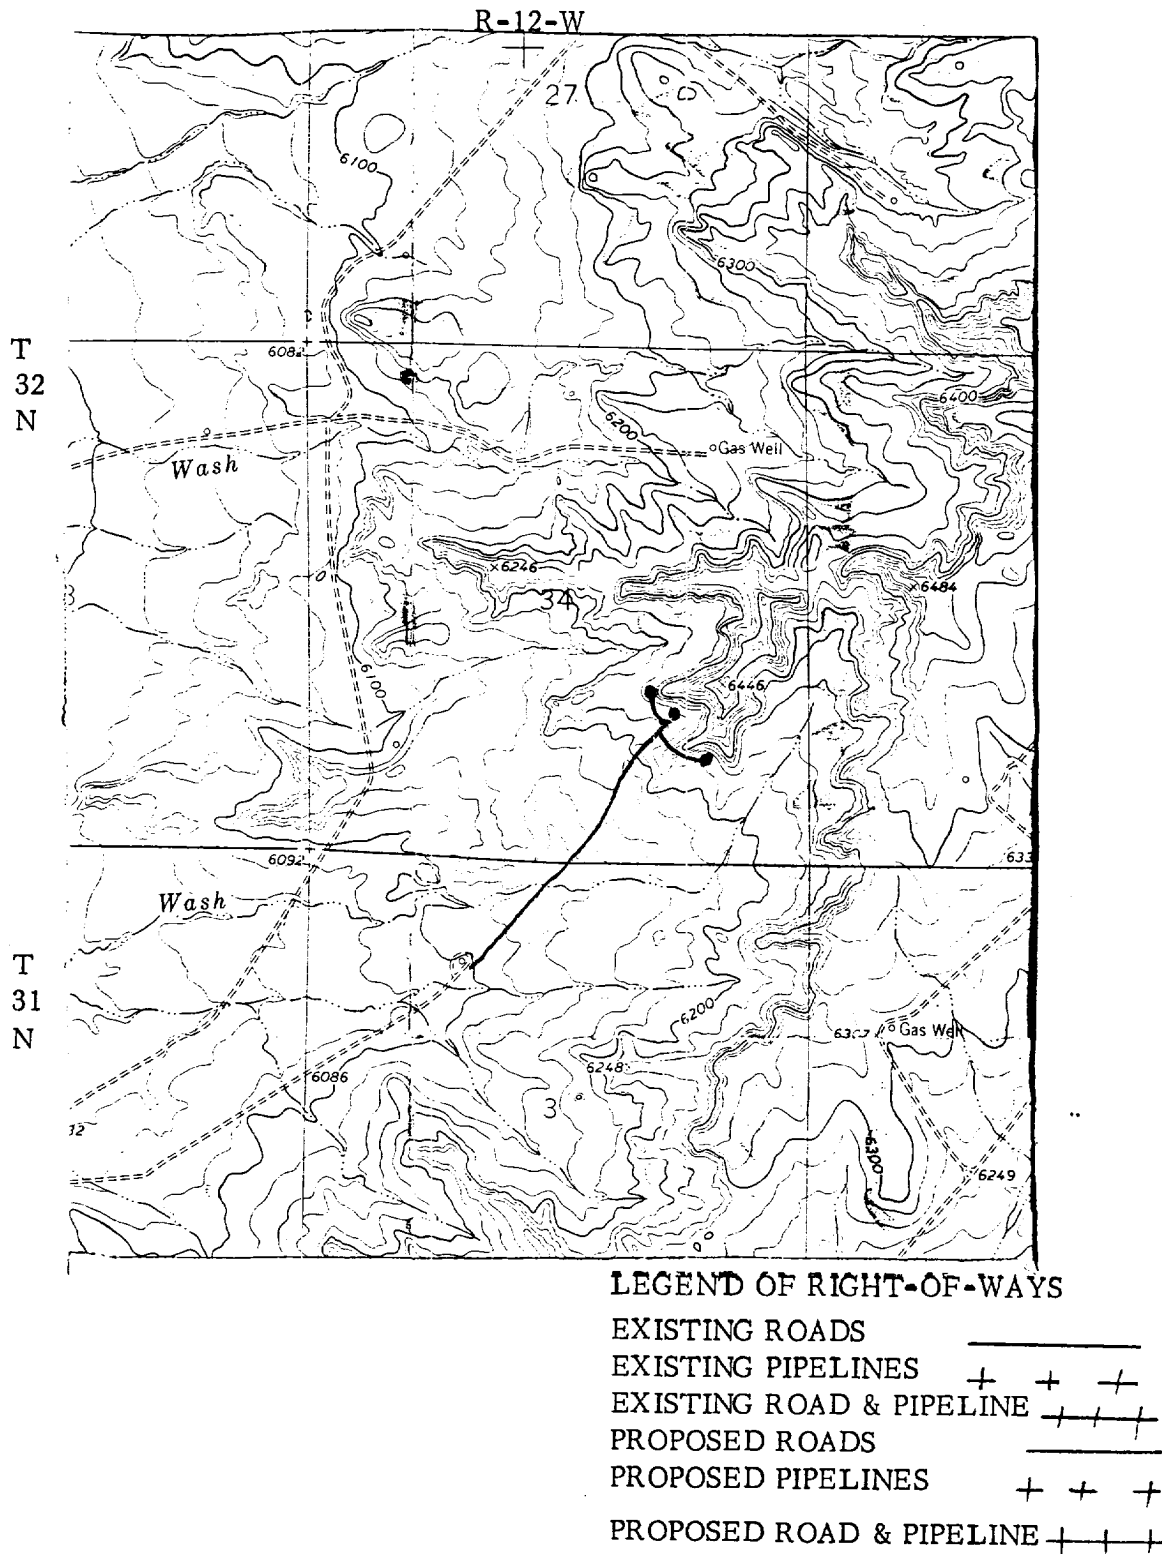 R-12-W
27
6100
6300
T
32
N
6082
6400
6200
Gas Well
Wash
6246
34
6484
6446
6100
6092
633
Wash
T
31
N
6200
Gas Well
6248
6086
3
32
6300
6249
LEGEND OF RIGHT-OF-WAYS
EXISTING ROADS
EXISTING PIPELINES
EXISTING ROAD & PIPELINE
PROPOSED ROADS
PROPOSED PIPELINES
PROPOSED ROAD & PIPELINE